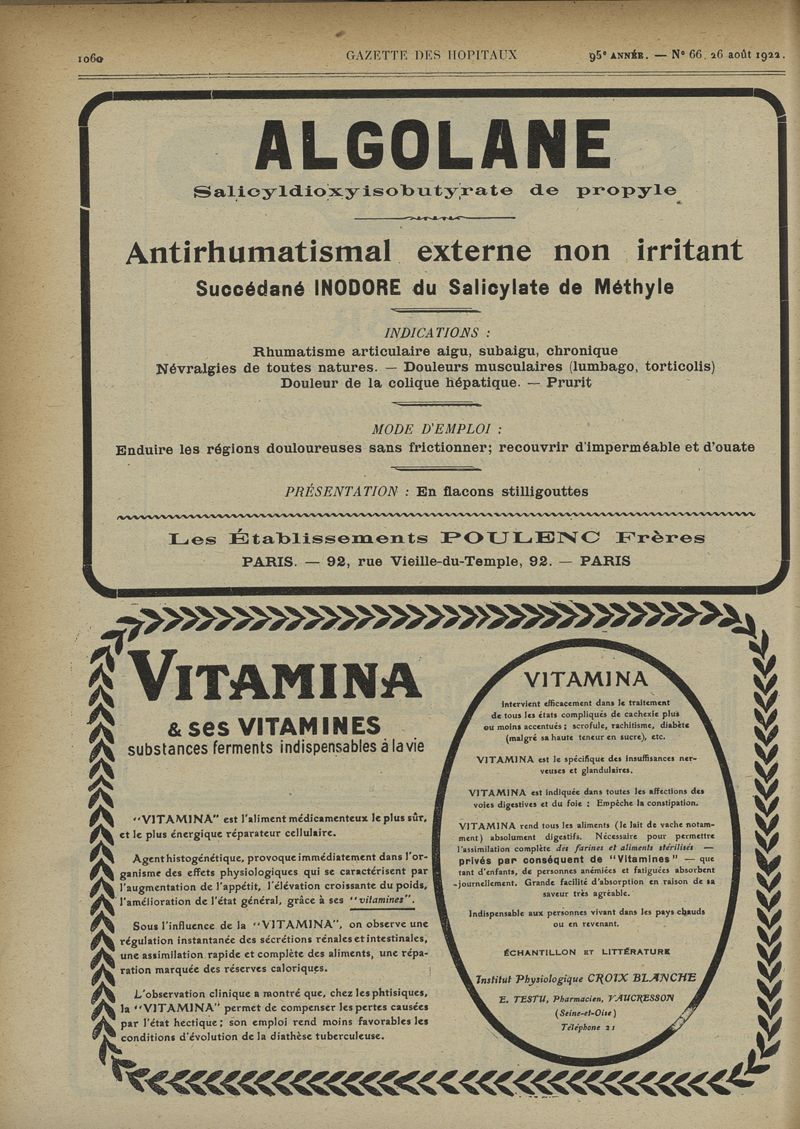 1060
GAZETTE DES HOPITAUX
95e ANNÉE. — No 66. 26 août 1922.
ALGOLANE
Salicyldioxyisobutyrate de propyle
Antirhumatismal externe non irritant
Succédané INODORE du Salicylate de Méthyle
INDICATIONS :
Rhumatisme articulaire aigu, subaigu, chronique
Névralgies de toutes natures. — Douleurs musculaires (lumbago, torticolis)
Douleur de la colique hépatique. — Prurit
MODE D'EMPLOI :
Enduire les régions douloureuses sans frictionner; recouvrir d'imperméable et d'ouate
PRÉSENTATION : En flacons stilligouttes
Les Établissements POULENC Frères
PARIS. — 92, rue Vieille-du-Temple, 92. — PARIS
VITAMINA
& ses VITAMINES
substances ferments indispensables à la vie
"VITAMINA" est l'aliment médicamenteux le plus sûr,
et le plus énergique réparateur cellulaire.
Agent histogénétique, provoque immédiatement dans l'or-
ganisme des effets physiologiques qui se caractérisent par
l'augmentation de l'appétit, l'élévation croissante du poids,
l'amélioration de l'état général, grâce à ses "vitamines".
Sous l'influence de la "VITAMINA", on observe une
régulation instantanée des sécrétions rénales et intestinales,
une assimilation rapide et complète des aliments, une répa-
ration marquée des réserves caloriques.
L'observation clinique a montré que, chez les phtisiques,
la "VITAMINA" permet de compenser les pertes causées
par l'état hectique ; son emploi rend moins favorables les
conditions d'évolution de la diathèse tuberculeuse.
VITAMINA
intervient efficacement dans le traitement
de tous les états compliqués de cachexie plus
ou moins accentués ; scrofule, rachitisme, diabète
(malgré sa haute teneur en sucre), etc.
VITAMINA est le spécifique des insuffisances ner-
veuses et glandulaires.
VITAMINA est indiquée dans toutes les affections des
voies digestives et du foie : Empêche la constipation.
VITAMINA rend tous les aliments (le lait de vache notam-
ment) absolument digestifs. Nécessaire pour permettre
l'assimilation complète des farines et aliments stérilisés —
privés par conséquent de "Vitamines" — que
tant d'enfants, de personnes anémiées et fatiguées absorbent
journellement. Grande facilité d'absorption en raison de sa
saveur très agréable.
Indispensable aux personnes vivant dans les pays chauds
ou en revenant.
ÉCHANTILLON ET LITTÉRATURE
Institut Physiologique CROIX BLANCHE
E. TESTU, Pharmacien, VAUCRESSON
(Seine-et-Oise)
Téléphone 21